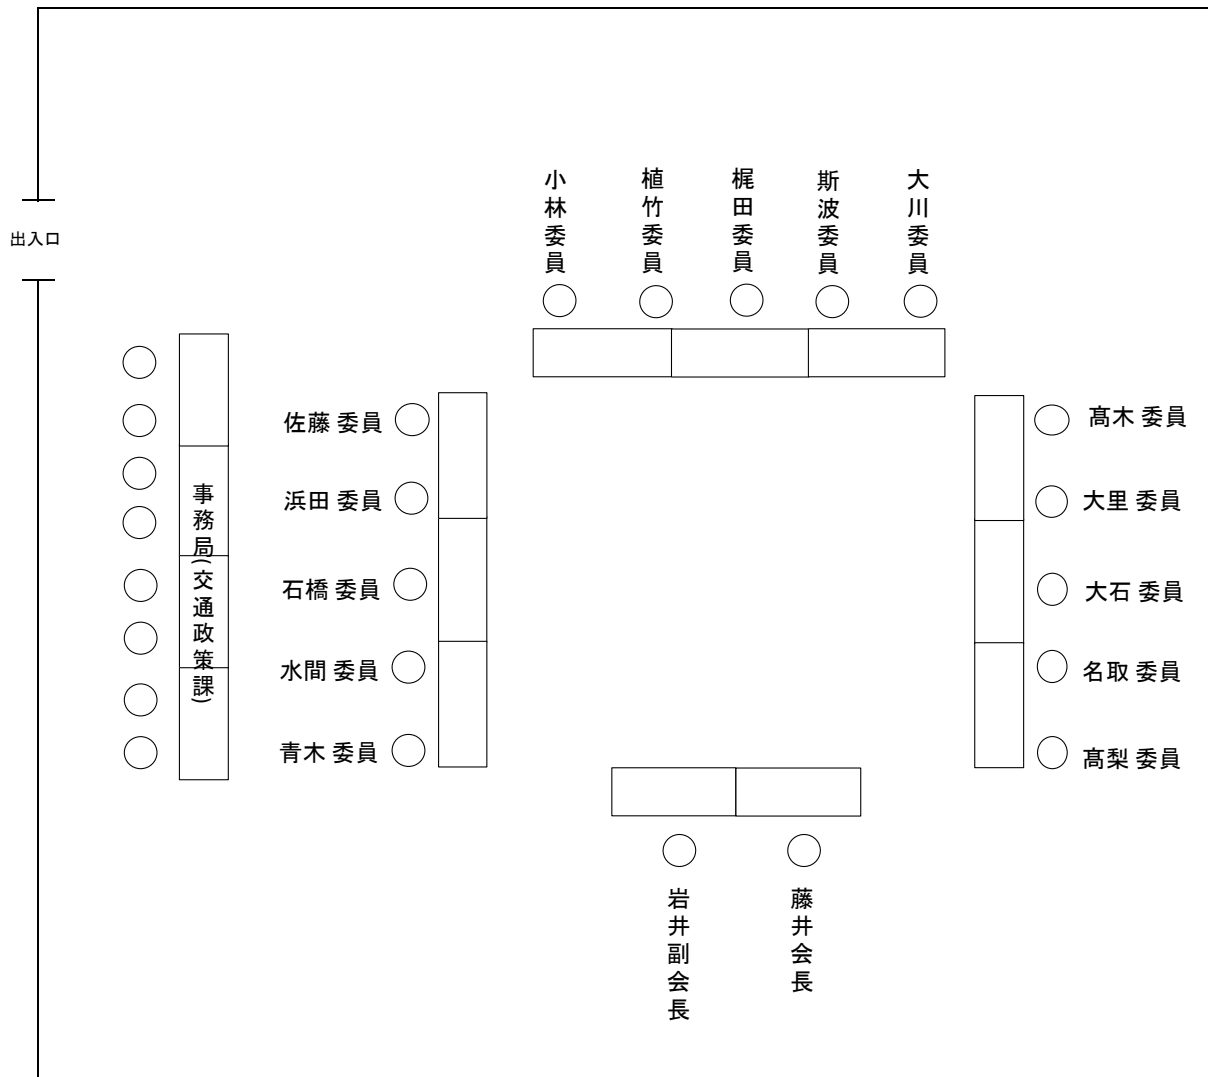 小林委員
植竹委員
梶田委員
斯波委員
大川委員
出入口
佐藤 委員
浜田 委員
石橋 委員
水間 委員
青木 委員
事務局(交通政策課)
髙木 委員
大里 委員
大石 委員
名取 委員
髙梨 委員
岩井副会長
藤井会長